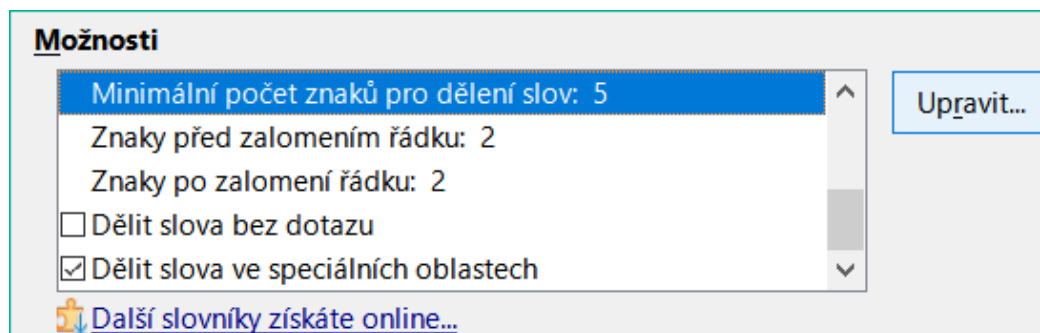 Možnosti
Minimální počet znaků pro dělení slov: 5
Upravit...
Znaky před zalomením řádku: 2
Znaky po zalomení řádku: 2
Dělit slova bez dotazu
Dělit slova ve speciálních oblastech
Další slovníky získáte online...